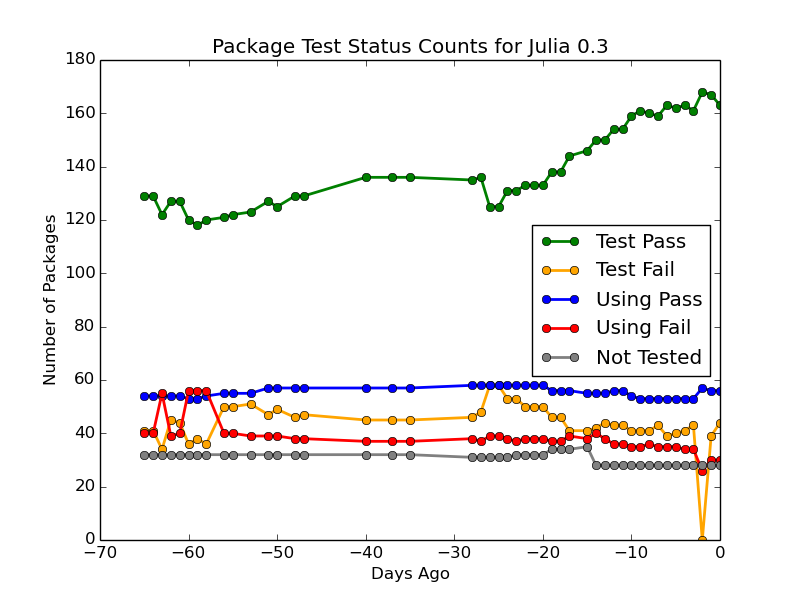 Package Test Status Counts for Julia 0.3
180
160
140
120
100
80
60
40
20
0
Number of Packages
Test Pass
Test Fail
Using Pass
Using Fail
Not Tested
−70 −60 −50 −40 −30 −20 −10 0
Days Ago